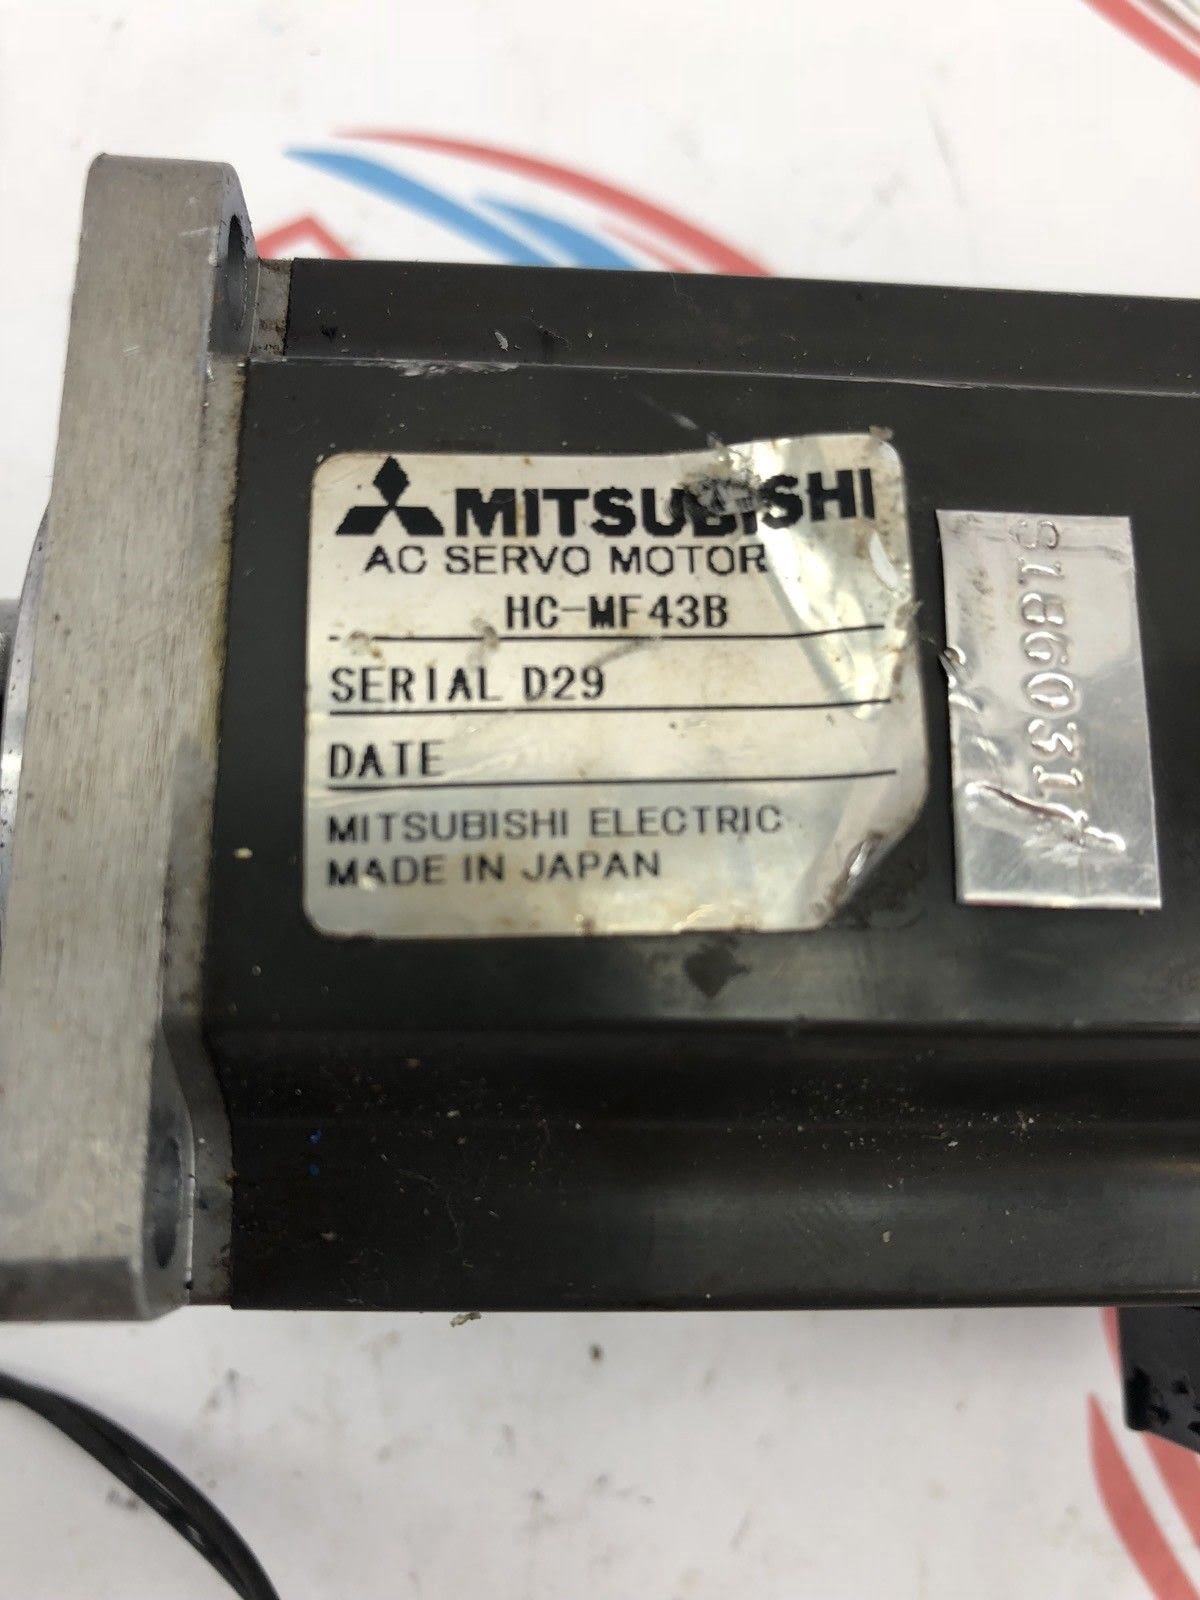 MITSUBISHI
AC SERVO MOTOR
HC-MF43B
SERIAL D29
DATE
MITSUBISHI ELECTRIC
MADE IN JAPAN